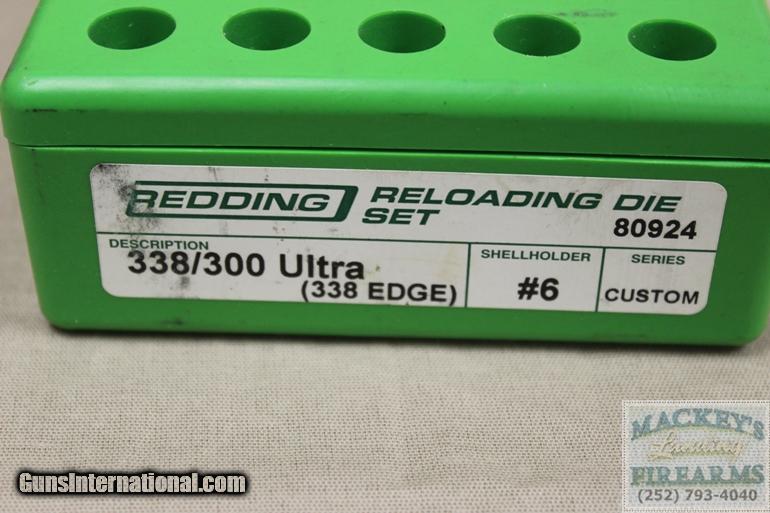 REDDING RELOADING DIE
SET 80924
DESCRIPTION
338/300 Ultra
(338 EDGE)
SHELLHOLDER
#6
SERIES
CUSTOM
MACKEY'S
Landing
FIREARMS
(252) 793-4040
GunsInternational.com